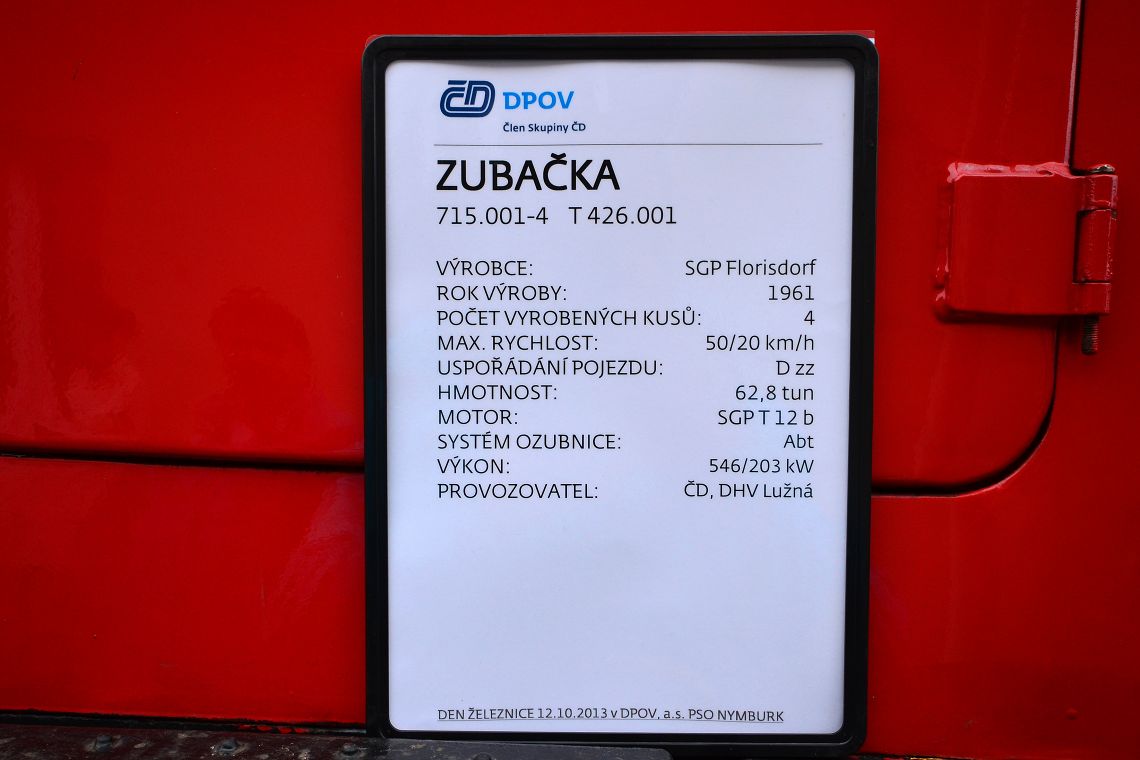 ČD DPOV
Člen Skupiny ČD
ZUBAČKA
715.001-4 T 426.001
VÝROBCE: SGP Florisdorf
ROK VÝROBY: 1961
POČET VYROBENÝCH KUSŮ: 4
MAX. RYCHLOST: 50/20 km/h
USPOŘÁDÁNÍ POJEZDU: D zz
HMOTNOST: 62,8 tun
MOTOR: SGP T 12 b
SYSTÉM OZUBNICE: Abt
VÝKON: 546/203 kW
PROVOZOVATEL: ČD, DHV Lužná
DEN ŽELEZNICE 12.10.2013 v DPOV, a.s. PSO NYMBURK